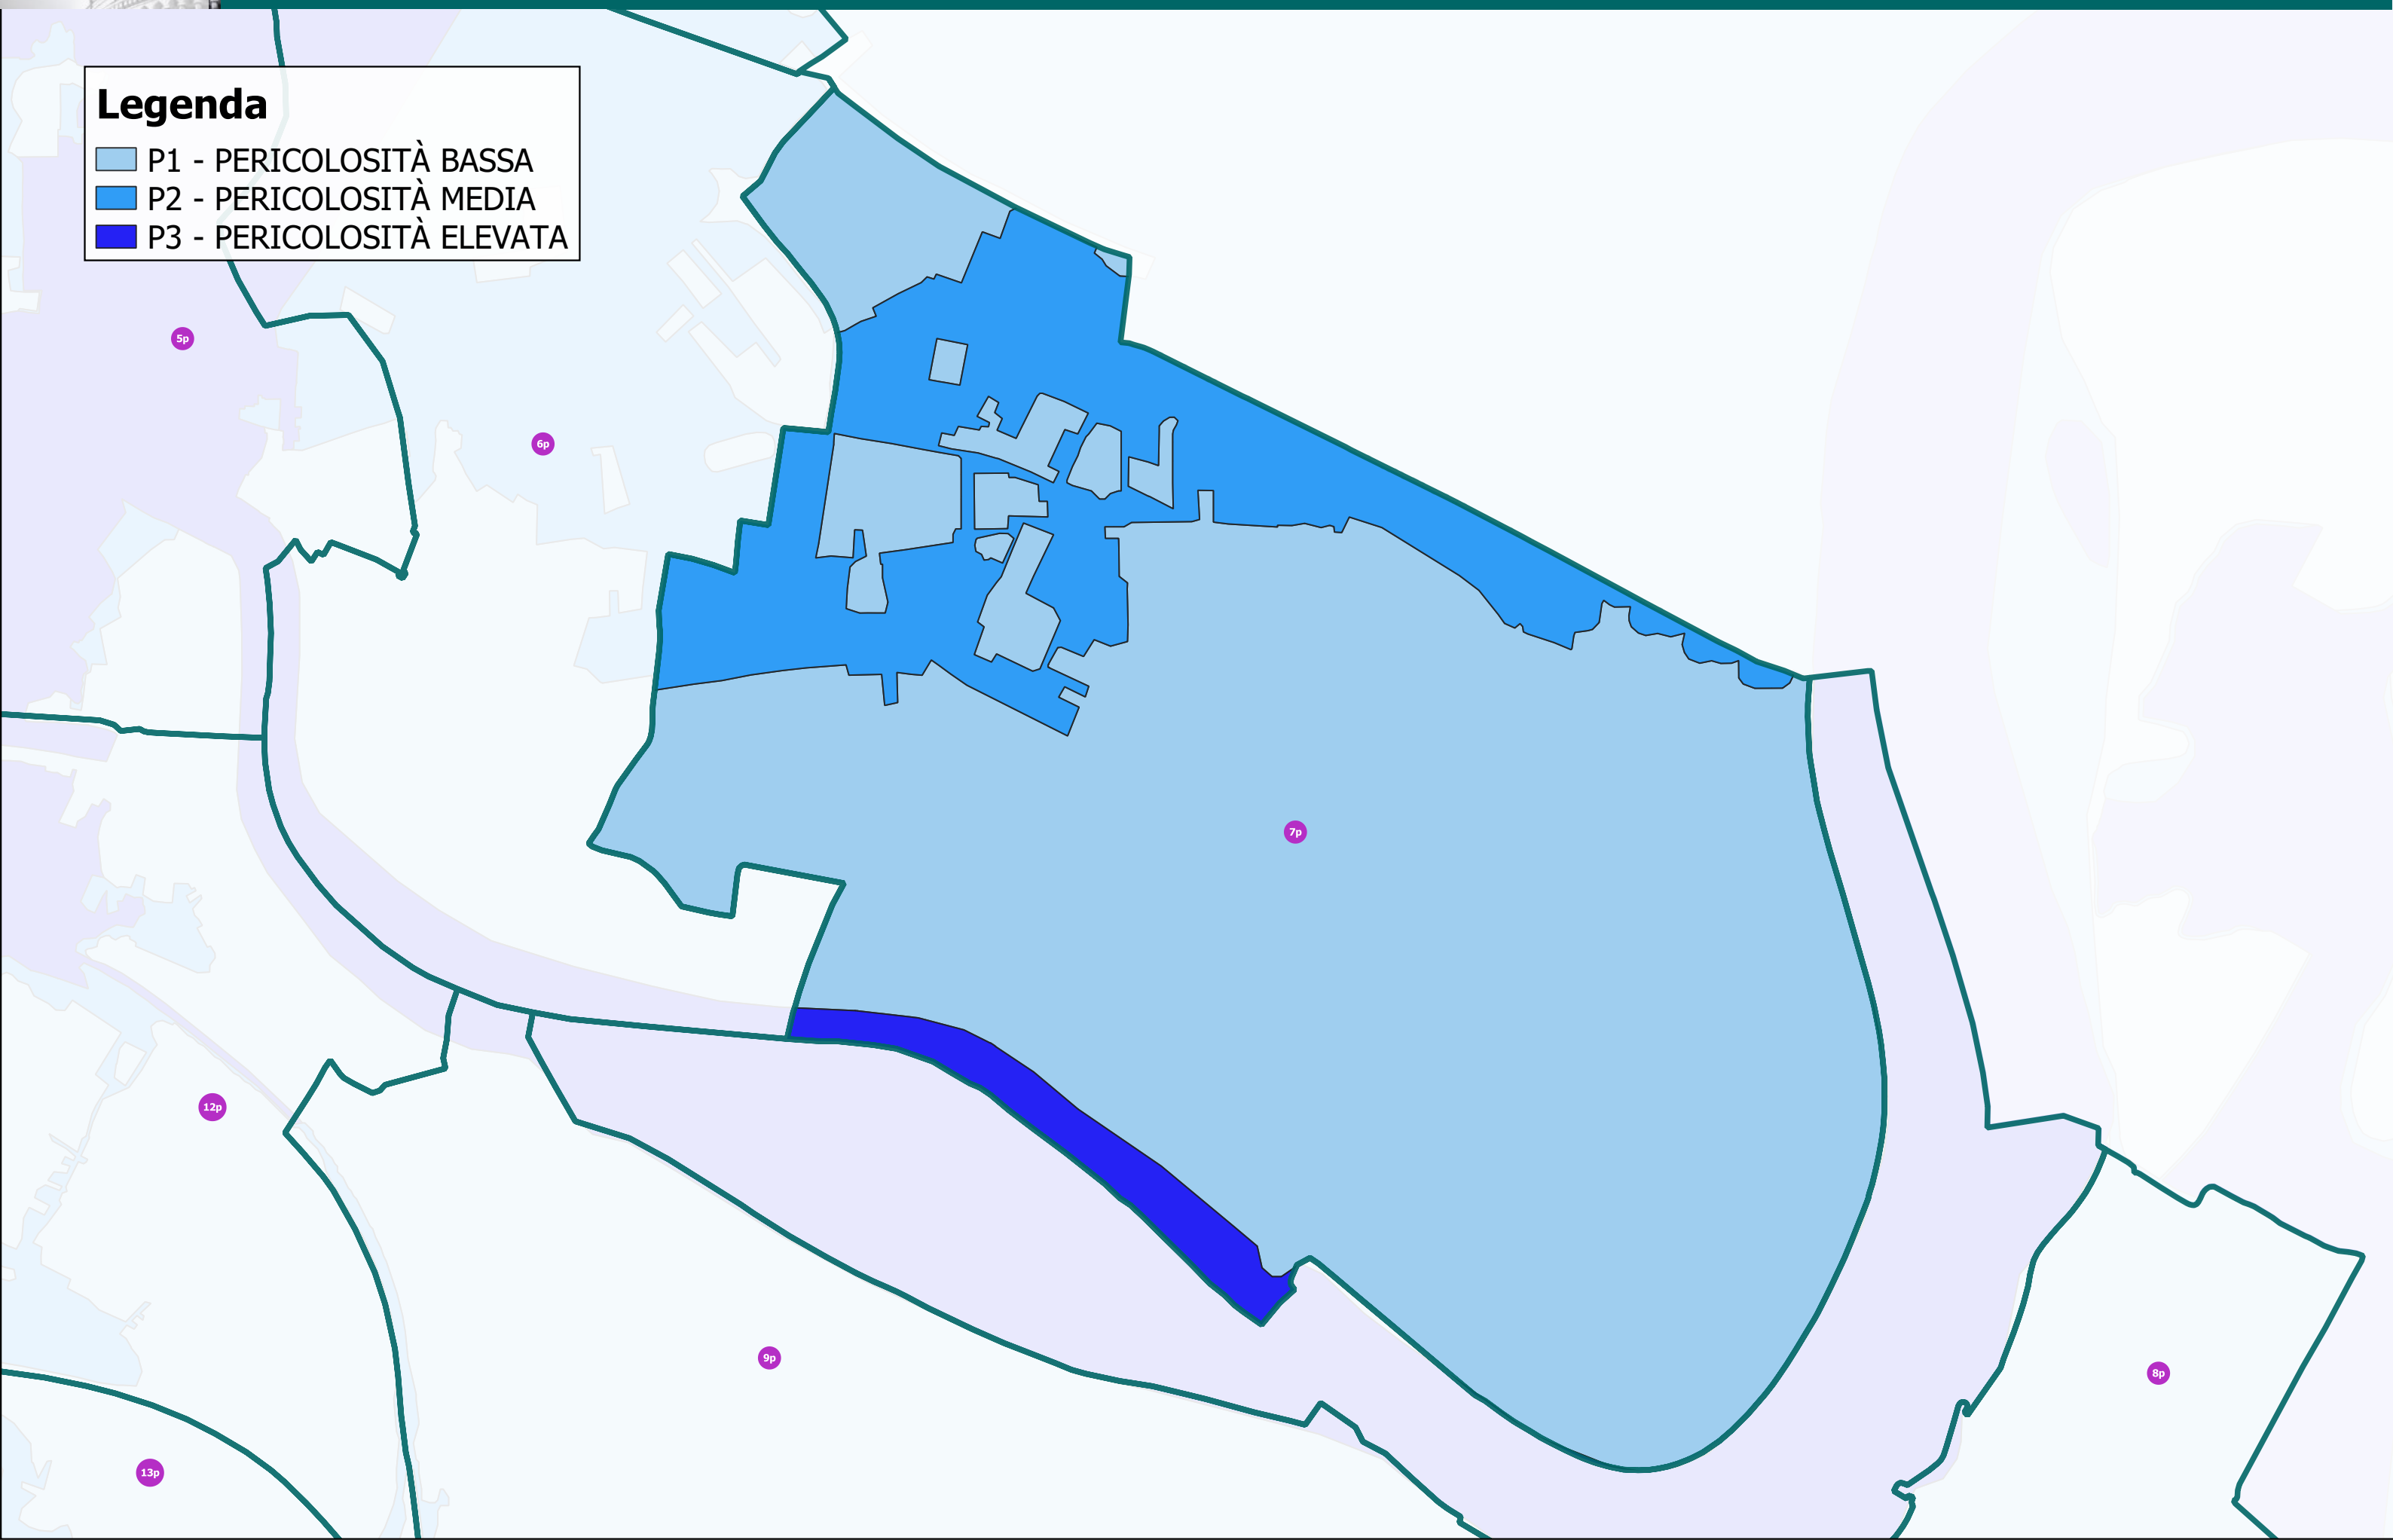 Legenda
P1 - PERICOLOSITÀ BASSA
P2 - PERICOLOSITÀ MEDIA
P3 - PERICOLOSITÀ ELEVATA
5p
6p
7p
12p
9p
8p
13p